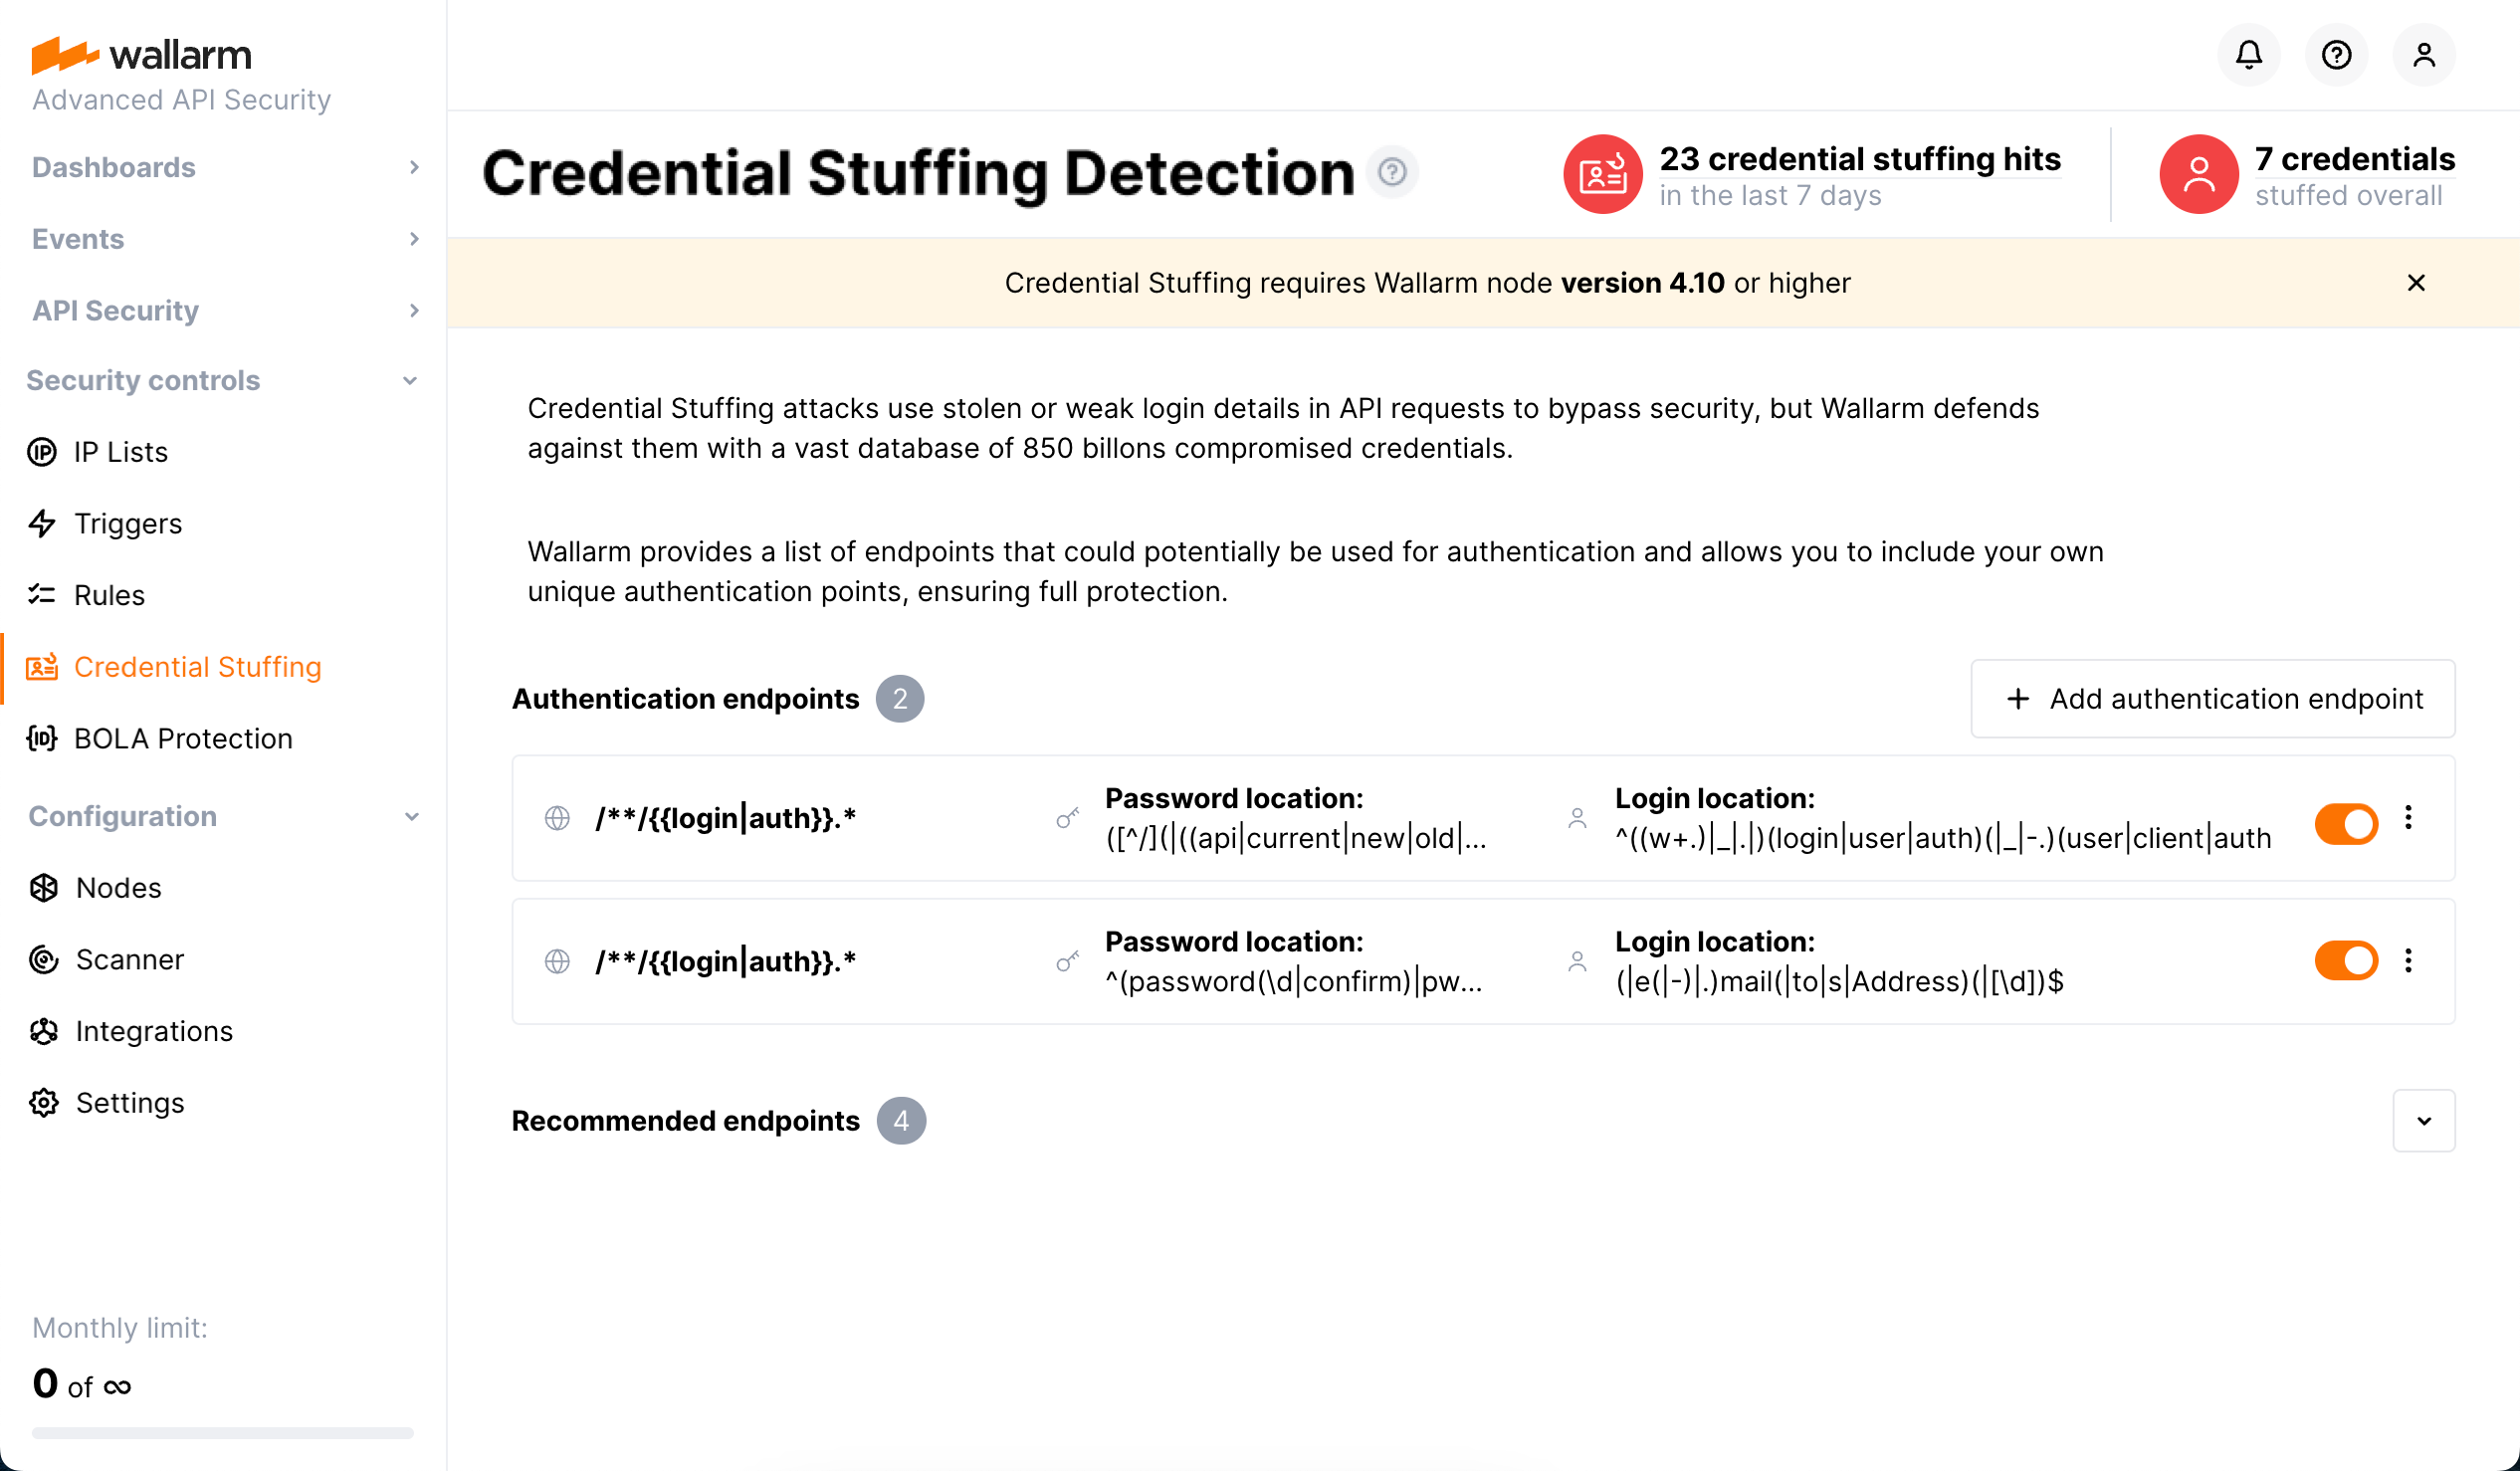 wallarm
Advanced API Security
Dashboards
Events
API Security
Security controls
IP Lists
Triggers
Rules
Credential Stuffing
BOLA Protection
Configuration
Nodes
Scanner
Integrations
Settings
Monthly limit:
0 of ∞
Credential Stuffing Detection
23 credential stuffing hits
in the last 7 days
7 credentials
stuffed overall
Credential Stuffing requires Wallarm node version 4.10 or higher
Credential Stuffing attacks use stolen or weak login details in API requests to bypass security, but Wallarm defends
against them with a vast database of 850 billons compromised credentials.
Wallarm provides a list of endpoints that could potentially be used for authentication and allows you to include your own
unique authentication points, ensuring full protection.
Authentication endpoints 2
+ Add authentication endpoint
/**/{{login|auth}}.*
Password location:
([^/](|((api|current|new|old|...
Login location:
^((w+.)|_|.|)(login|user|auth)(|_|-.)(user|client|auth
/**/{{login|auth}}.*
Password location:
^(password(\d|confirm)|pw...
Login location:
(|e(|-)|.)mail(|to|s|Address)(|[\d])$
Recommended endpoints 4